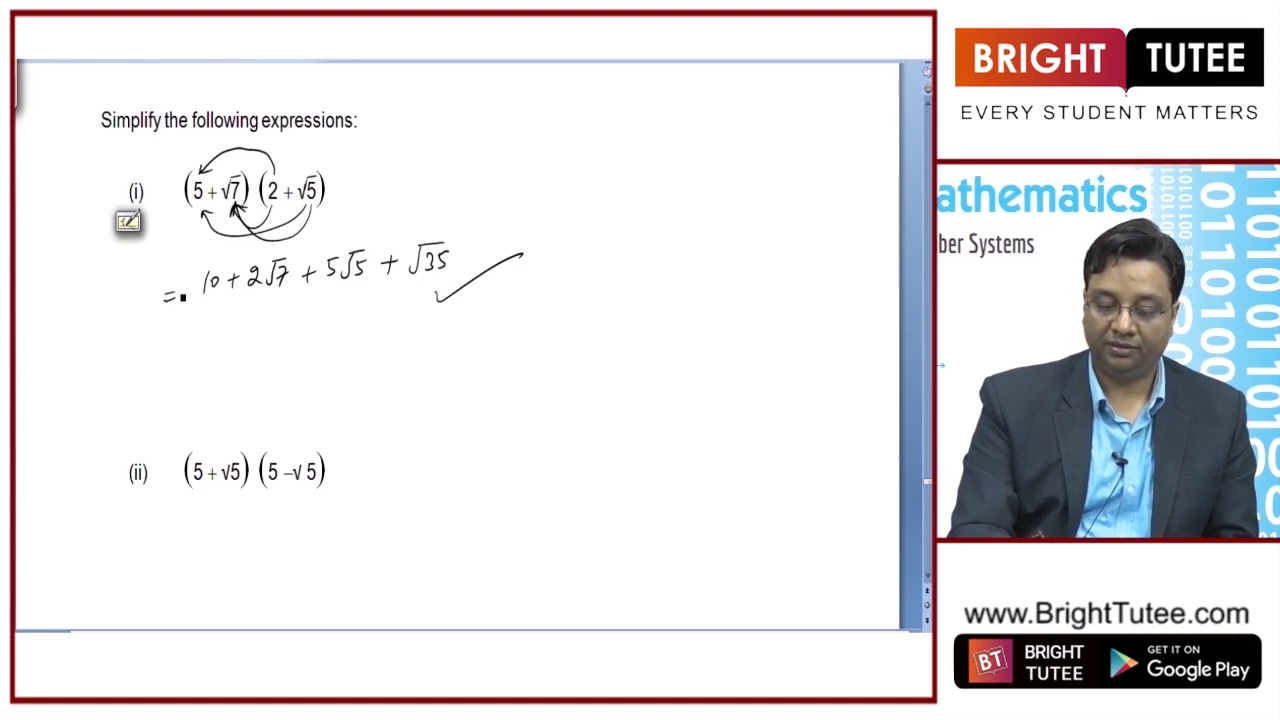 BRIGHT TUTEE
EVERY STUDENT MATTERS
Simplify the following expressions:
(i) (5 + √7) (2 + √5)
= 10 + 2√7 + 5√5 + √35
(ii) (5 + √5) (5 –√ 5)
athematics
ber Systems
www.BrightTutee.com
BT BRIGHT TUTEE
GET IT ON
Google Play